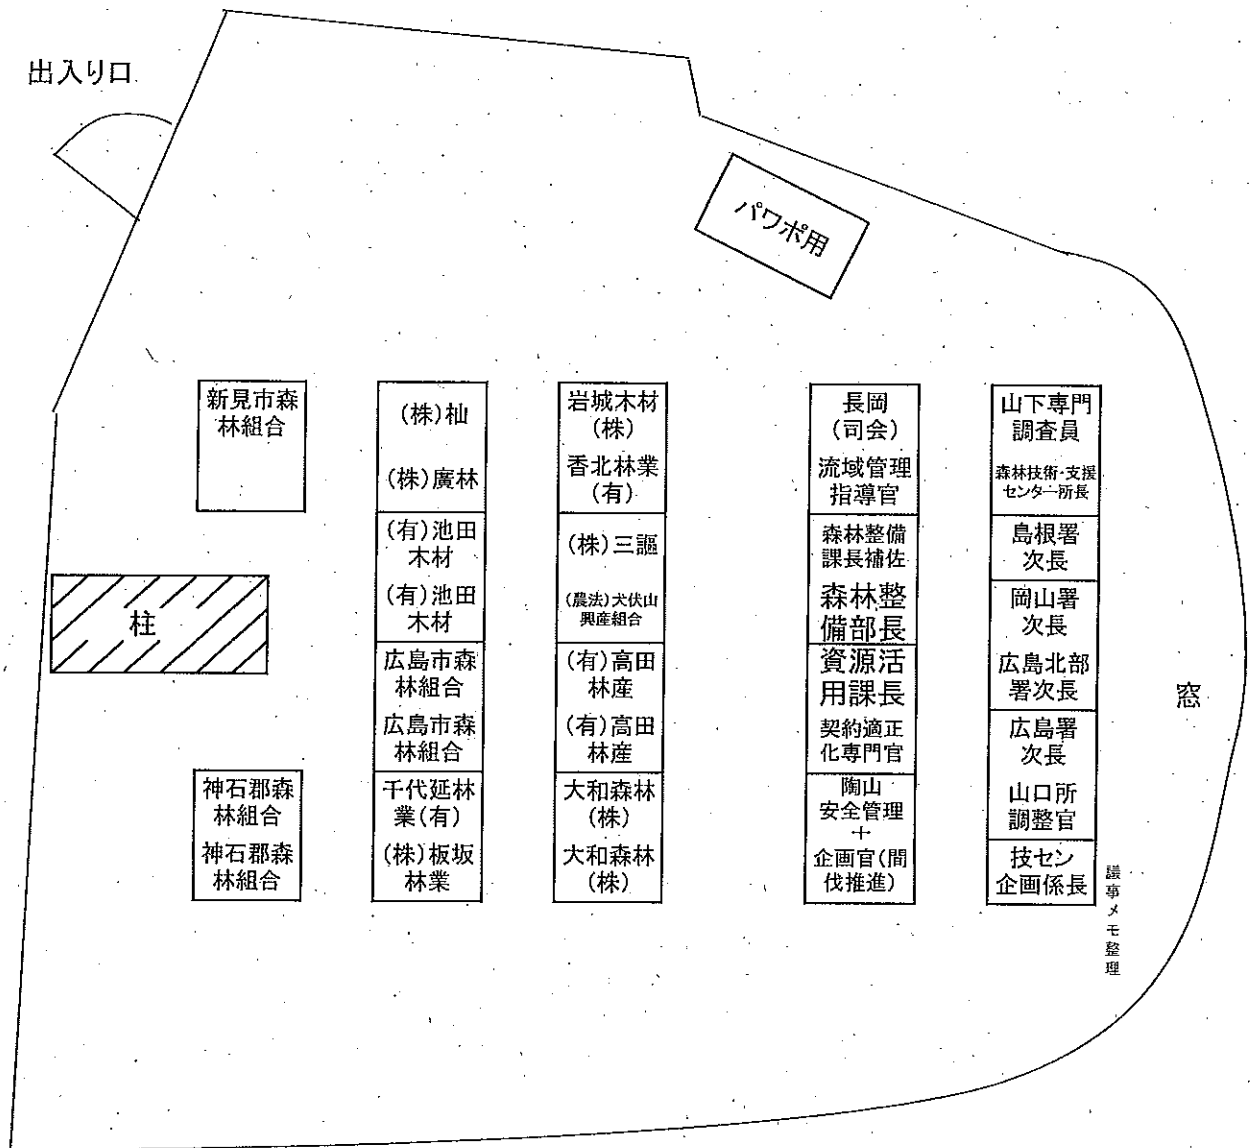 出入り口
パワポ用
新見市森
林組合
柱
神石郡森
林組合
神石郡森
林組合
(株)杣
(株)廣林
(有)池田
木材
(有)池田
木材
広島市森
林組合
広島市森
林組合
千代延林
業(有)
(株)板坂
林業
岩城木材
(株)
香北林業
(有)
(株)三謳
(農法)犬伏山
興産組合
(有)高田
林産
(有)高田
林産
大和森林
(株)
大和森林
(株)
長岡
(司会)
流域管理
指導官
森林整備
課長補佐
森林整
備部長
資源活
用課長
契約適正
化専門官
陶山
安全管理
＋
企画官(間
伐推進)
山下専門
調査員
森林技術・支援
センター所長
島根署
次長
岡山署
次長
広島北部
署次長
広島署
次長
山口所
調整官
技セン
企画係長
議事メモ整理
窓